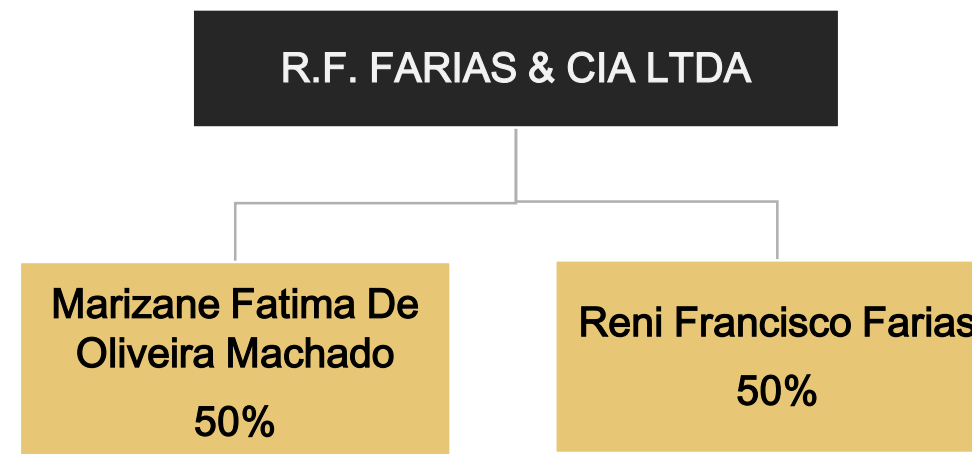 R.F. FARIAS & CIA LTDA
Marizane Fatima De
Oliveira Machado
50%
Reni Francisco Farias
50%